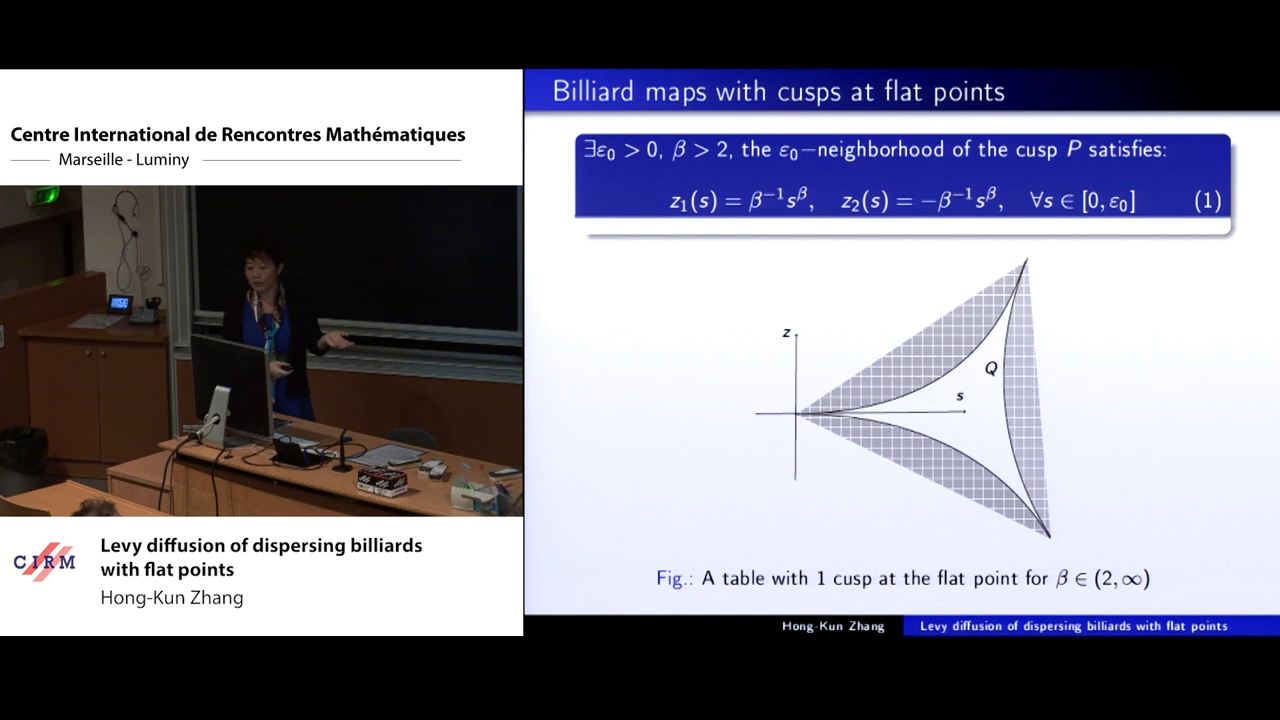 Centre International de Rencontres Mathématiques
Marseille - Luminy
CIRM
Levy diffusion of dispersing billiards
with flat points
Hong-Kun Zhang
Billiard maps with cusps at flat points
∃ε₀ > 0, β > 2, the ε₀−neighborhood of the cusp P satisfies:
z₁(s) = β⁻¹s^β, z₂(s) = −β⁻¹s^β, ∀s ∈ [0, ε₀] (1)
z
Q
s
Fig.: A table with 1 cusp at the flat point for β ∈ (2, ∞)
Hong-Kun Zhang Levy diffusion of dispersing billiards with flat points